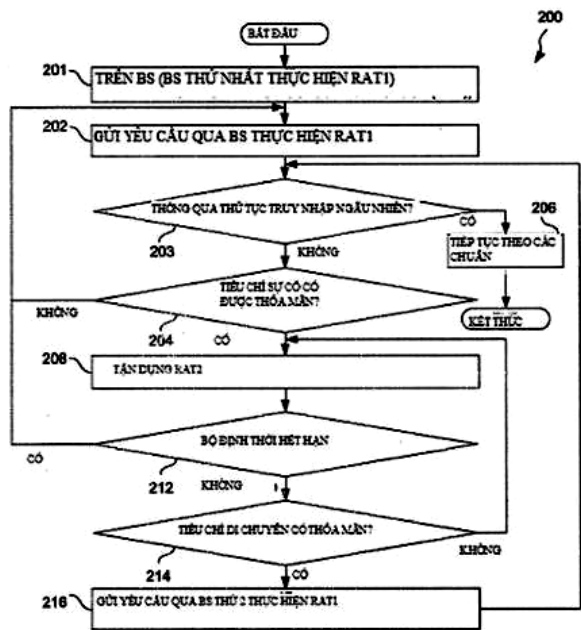 200
BẮT ĐẦU
201
TRÊN BS (BS THỨ NHẤT THỰC HIỆN RAT1)
202
GỬI YÊU CẦU QUA BS THỰC HIỆN RAT1
THÔNG QUA THỦ TỤC TRUY NHẬP NGẪU NHIÊN?
203
CÓ
206
TIẾP TỤC THEO CÁC
CHUẨN
KHÔNG
TIÊU CHÍ SỰ CỐ CÓ
ĐƯỢC THỎA MÃN?
KHÔNG
204
CÓ
KẾT THÚC
208
TẬN DỤNG RAT2
BỘ ĐỊNH THỜI HẾT HẠN
CÓ
212
KHÔNG
TIÊU CHÍ DI CHUYỂN CÓ THỎA MÃN?
KHÔNG
214
CÓ
216
GỬI YÊU CẦU QUA BS THỨ 2 THỰC HIỆN RAT1